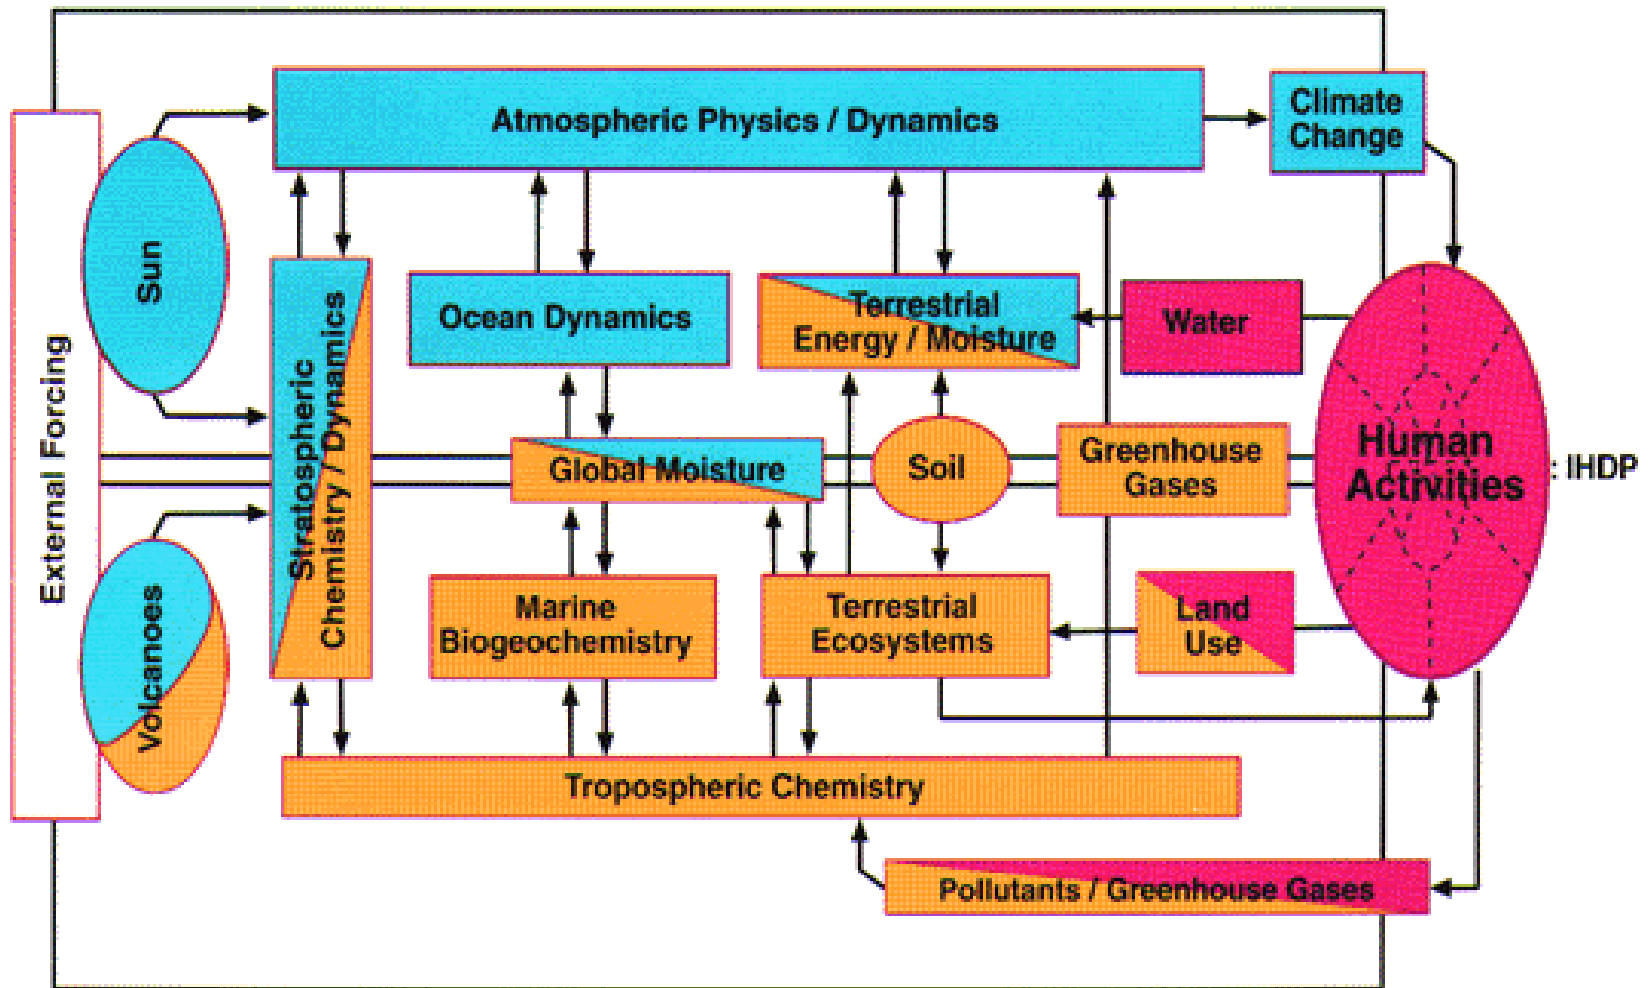 Atmospheric Physics / Dynamics
Climate
Change
Sun
External Forcing
Stratospheric
Chemistry / Dynamics
Ocean Dynamics
Terrestrial
Energy / Moisture
Water
Global Moisture
Soil
Greenhouse
Gases
Human
Activities
: IHDP
Volcanoes
Marine
Biogeochemistry
Terrestrial
Ecosystems
Land
Use
Tropospheric Chemistry
Pollutants / Greenhouse Gases